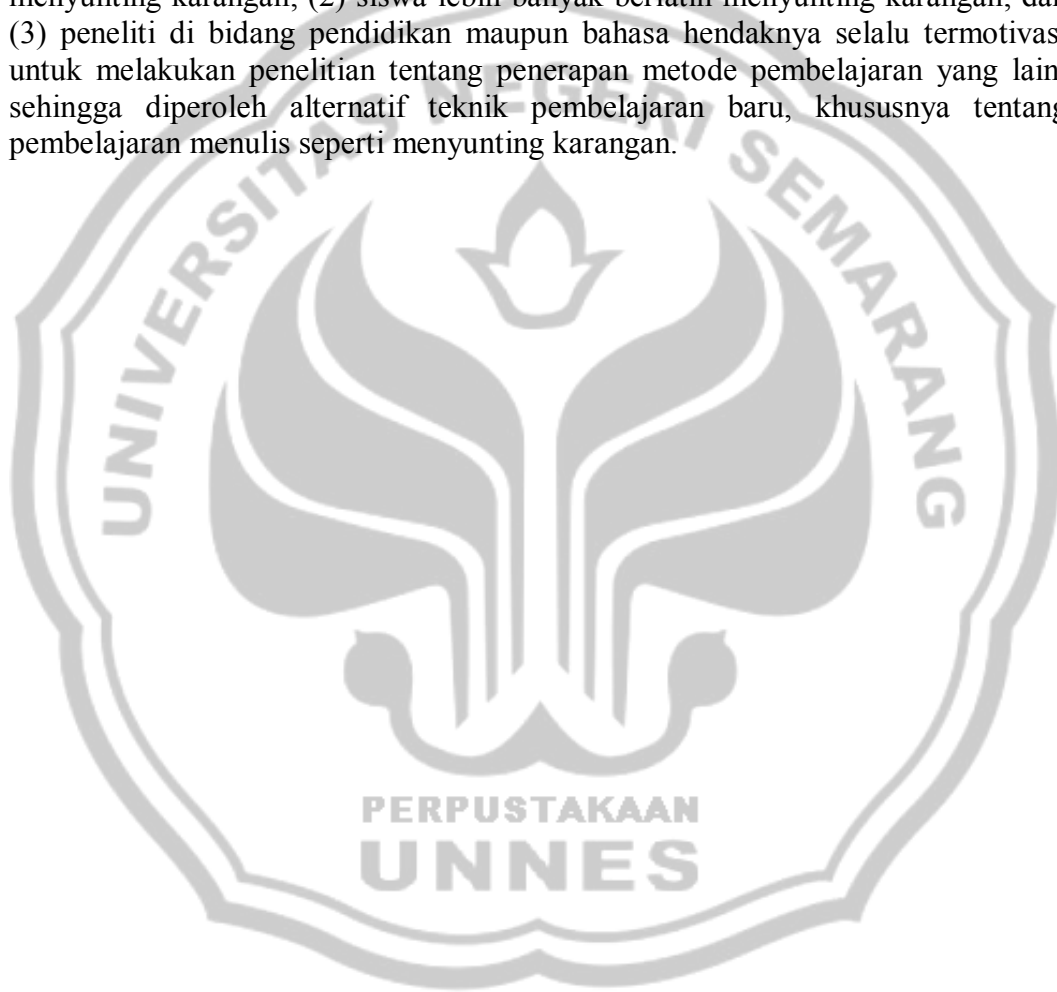 menyunting karangan, (2) siswa lebih banyak berlatih menyunting karangan, dan
(3) peneliti di bidang pendidikan maupun bahasa hendaknya selalu termotivas
untuk melakukan penelitian tentang penerapan metode pembelajaran yang lain
sehingga diperoleh alternatif teknik pembelajaran baru, khususnya tentang
pembelajaran menulis seperti menyunting karangan.
UNIVERSITAS NEGERI SEMARANG
PERPUSTAKAAN
UNNES